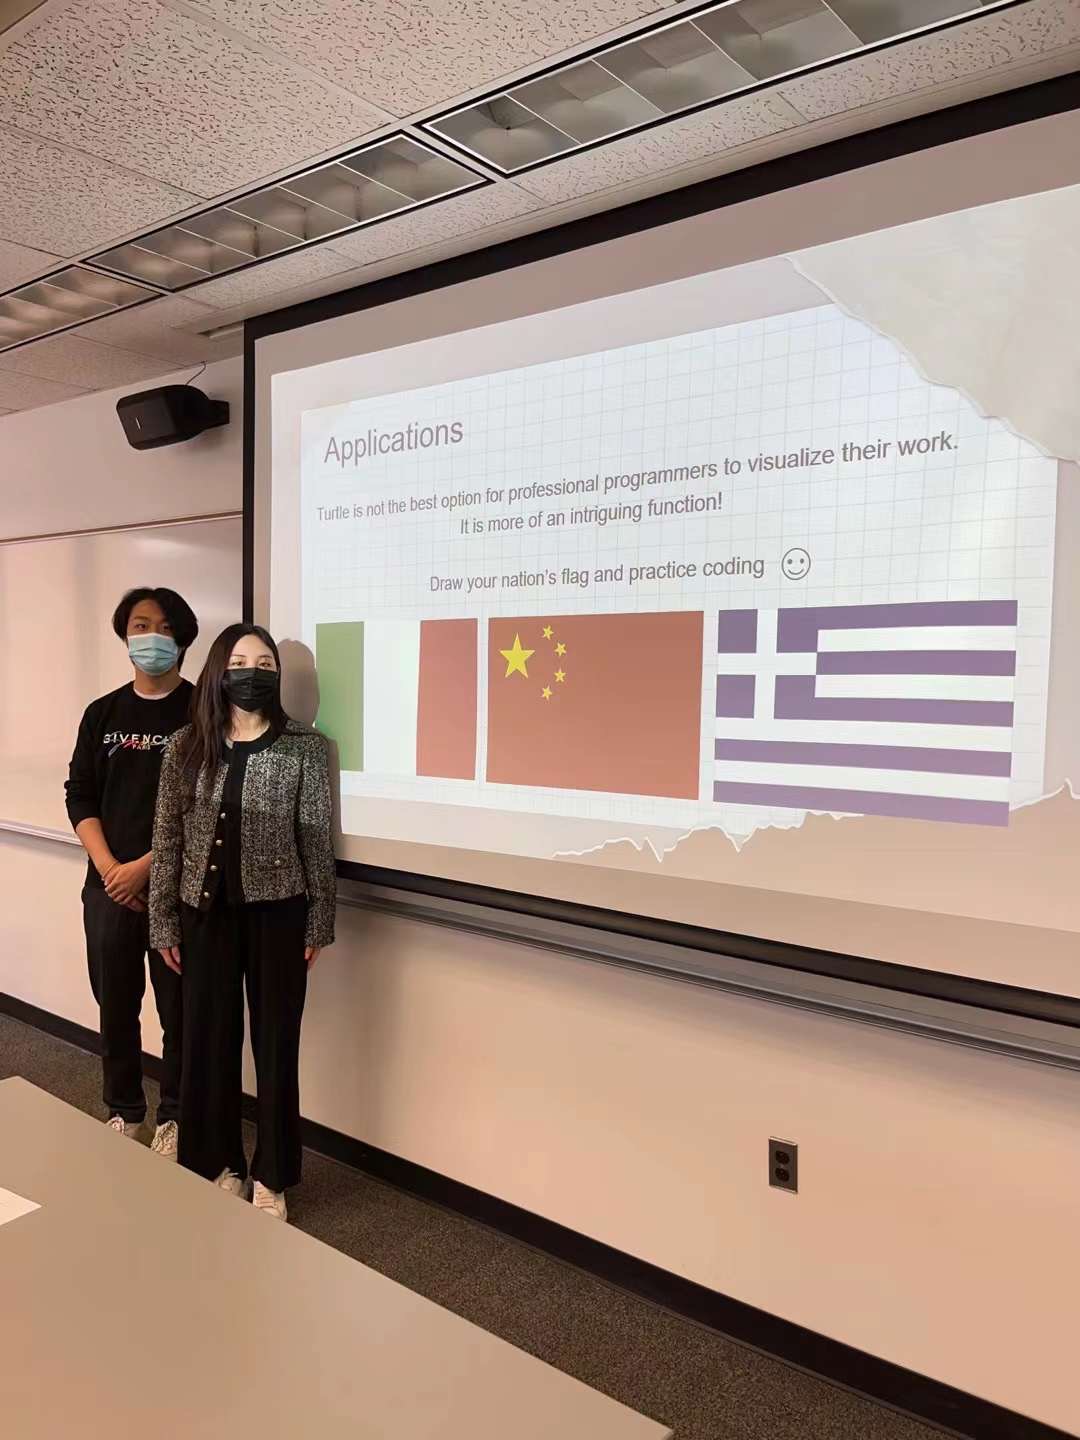 Applications
Turtle is not the best option for professional programmers to visualize their work.
It is more of an intriguing function!
Draw your nation's flag and practice coding
GIVENCHY
PARIS